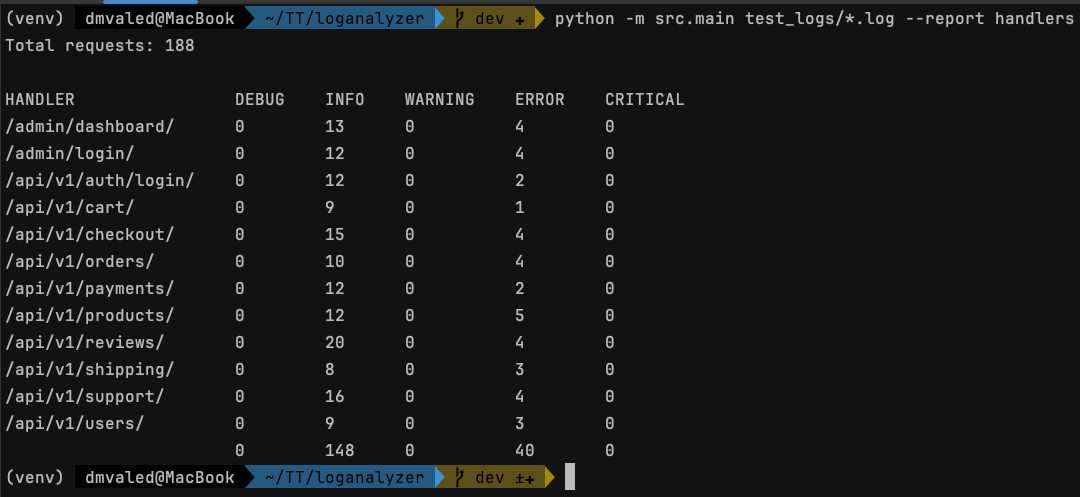 (venv) dmvaled@MacBook ~/TT/loganalyzer dev + python -m src.main test_logs/*.log --report handlers
Total requests: 188
HANDLER DEBUG INFO WARNING ERROR CRITICAL
/admin/dashboard/ 0 13 0 4 0
/admin/login/ 0 12 0 4 0
/api/v1/auth/login/ 0 12 0 2 0
/api/v1/cart/ 0 9 0 1 0
/api/v1/checkout/ 0 15 0 4 0
/api/v1/orders/ 0 10 0 4 0
/api/v1/payments/ 0 12 0 2 0
/api/v1/products/ 0 12 0 5 0
/api/v1/reviews/ 0 20 0 4 0
/api/v1/shipping/ 0 8 0 3 0
/api/v1/support/ 0 16 0 4 0
/api/v1/users/ 0 9 0 3 0
0 148 0 40 0
(venv) dmvaled@MacBook ~/TT/loganalyzer dev ±+